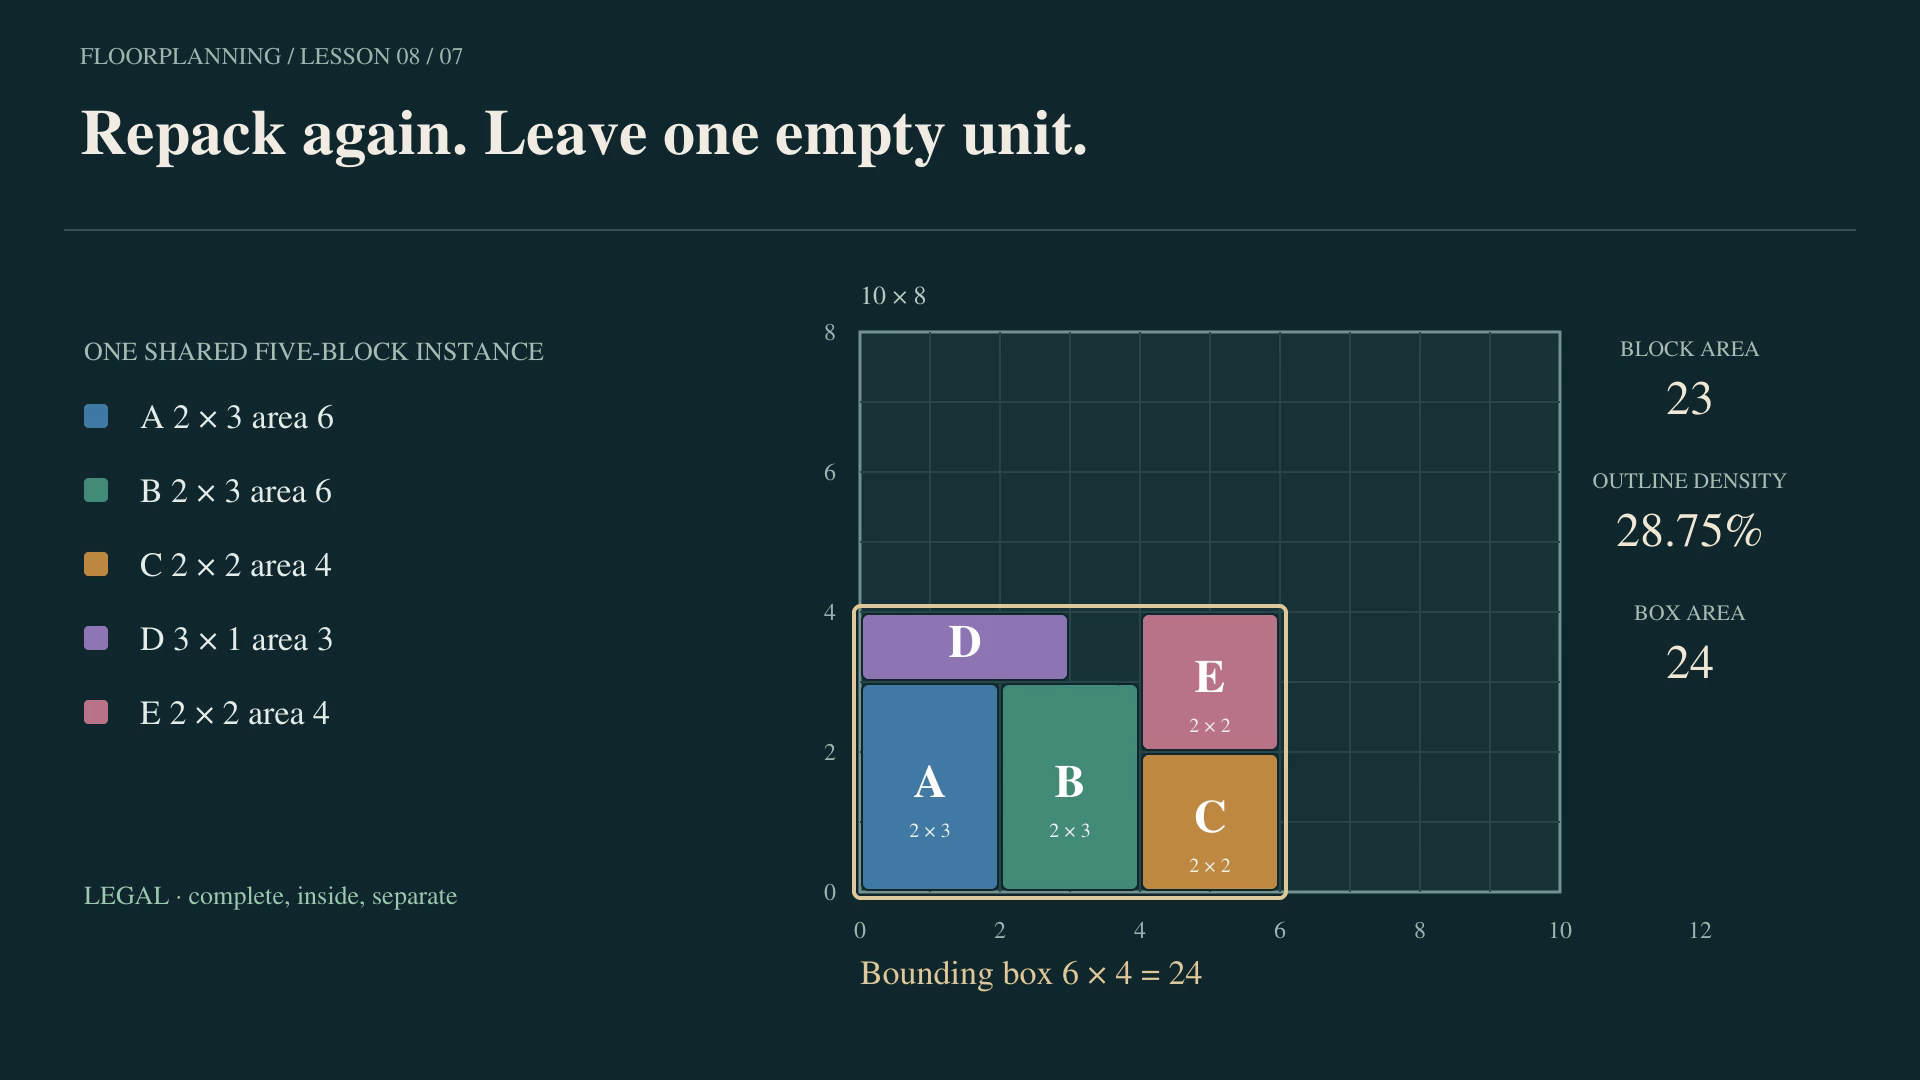 FLOORPLANNING / LESSON 08 / 07
Repack again. Leave one empty unit.
ONE SHARED FIVE-BLOCK INSTANCE
A 2 × 3 area 6
B 2 × 3 area 6
C 2 × 2 area 4
D 3 × 1 area 3
E 2 × 2 area 4
LEGAL · complete, inside, separate
10 × 8
8
6
4
2
0
D
E
2 × 2
A
2 × 3
B
2 × 3
C
2 × 2
0 2 4 6 8 10 12
Bounding box 6 × 4 = 24
BLOCK AREA
23
OUTLINE DENSITY
28.75%
BOX AREA
24